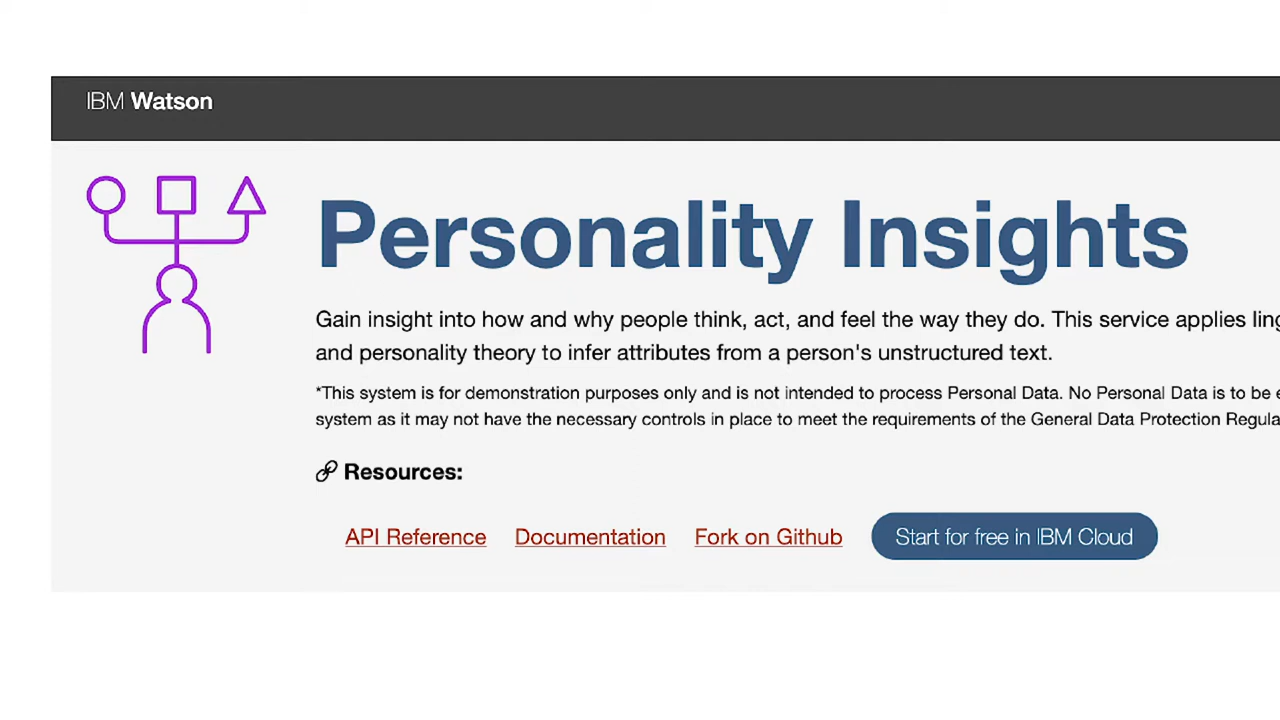 IBM Watson
Personality Insights
Gain insight into how and why people think, act, and feel the way they do. This service applies
and personality theory to infer attributes from a person's unstructured text.
*This system is for demonstration purposes only and is not intended to process Personal Data. No Personal Data is to be
system as it may not have the necessary controls in place to meet the requirements of the General Data Protection
Resources:
API Reference Documentation Fork on Github Start for free in IBM Cloud